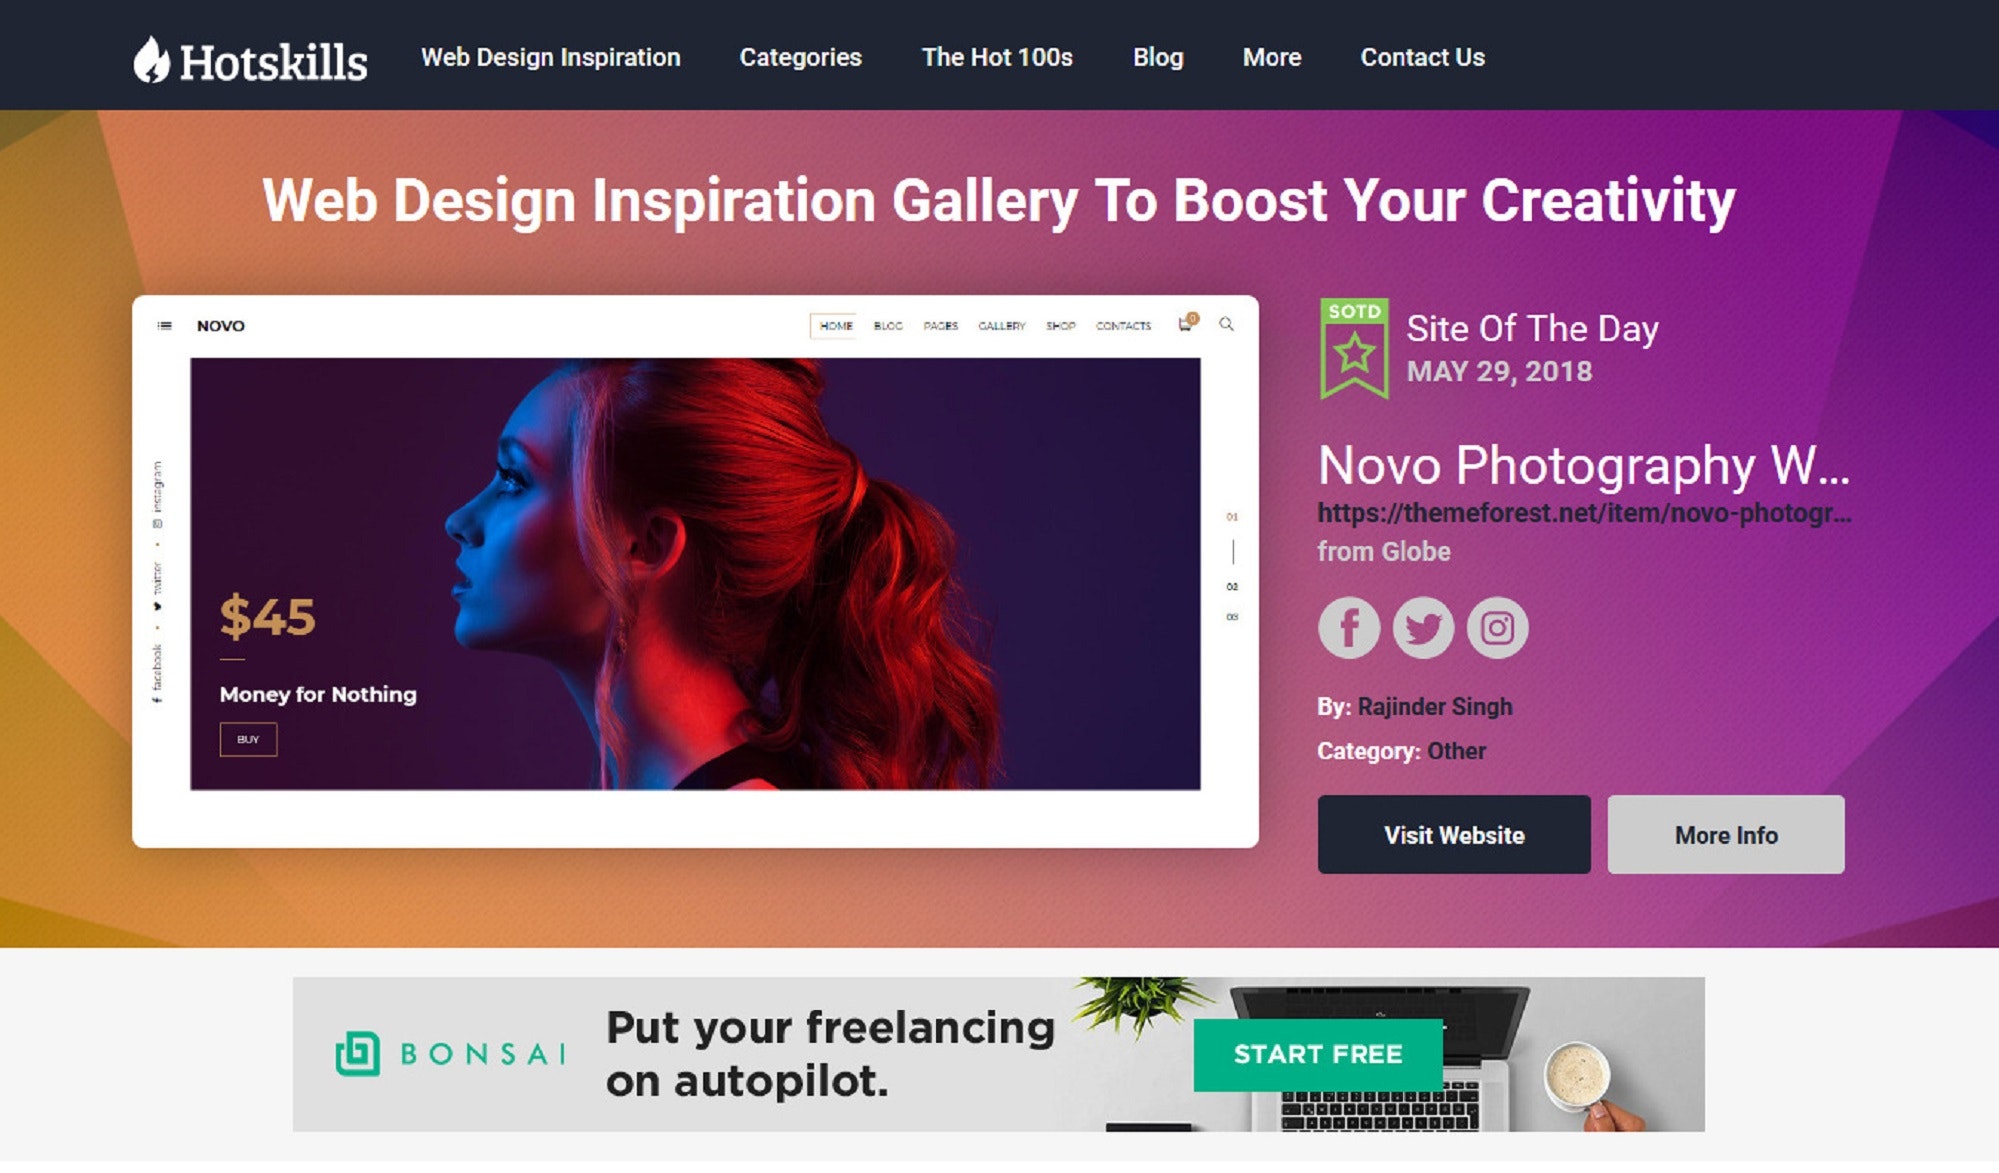 Hotskills
Web Design Inspiration
Categories
The Hot 100s
Blog
More
Contact Us
Web Design Inspiration Gallery To Boost Your Creativity
NOVO
HOME
BLOG
PAGES
GALLERY
SHOP
CONTACTS
0
instagram
twitter
facebook
$45
Money for Nothing
BUY
01
02
03
SOTD
Site Of The Day
MAY 29, 2018
Novo Photography W...
https://themeforest.net/item/novo-photogr...
from Globe
By: Rajinder Singh
Category: Other
Visit Website
More Info
BONSAI
Put your freelancing
on autopilot.
START FREE